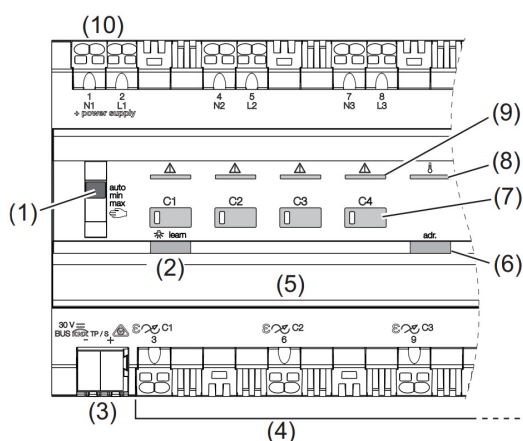 (10)
1 2 4 5 7 8
N1 L1 N2 L2 N3 L3
+ power supply
(9)
(8)
auto
min
max
(1)
C1 C2 C3 C4
(7)
learn adr.
(2)
(6)
(5)
30 V
BUS TP / S
- +
C1 C2 C3
3 6 9
(3)
(4)